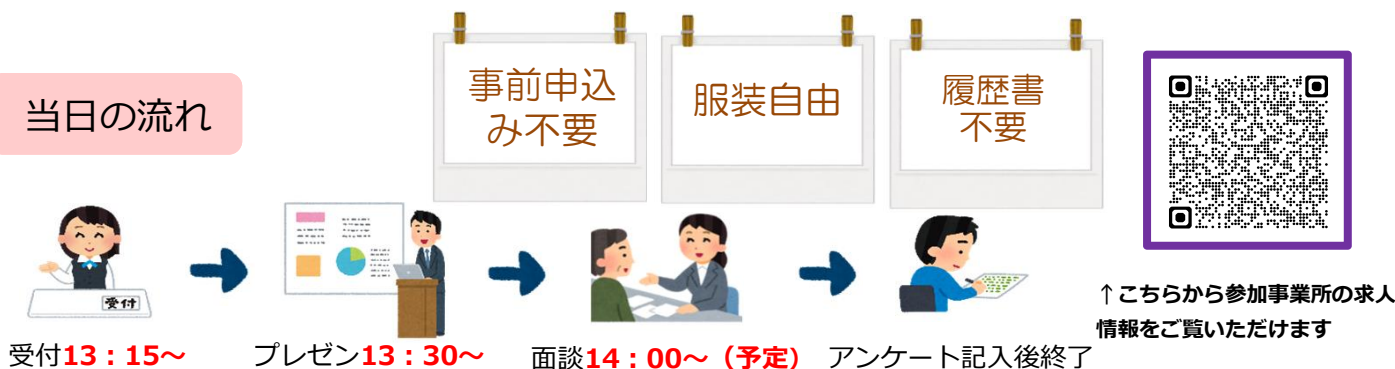 事前申込
み不要
服装自由
履歴書
不要
当日の流れ
受付
受付13：15～
プレゼン13：30～
面談14：00～（予定）
アンケート記入後終了
↑こちらから参加事業所の求人
情報をご覧いただけます